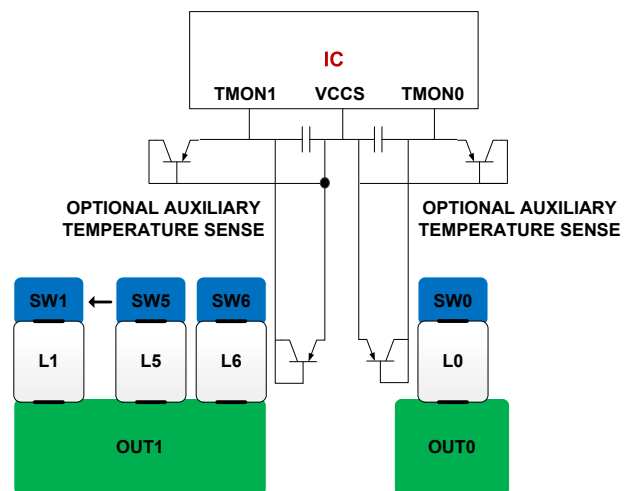 IC
TMON1 VCCS TMON0
OPTIONAL AUXILIARY
TEMPERATURE SENSE
OPTIONAL AUXILIARY
TEMPERATURE SENSE
SW1 SW5 SW6 SW0
L1 L5 L6 L0
OUT1 OUT0